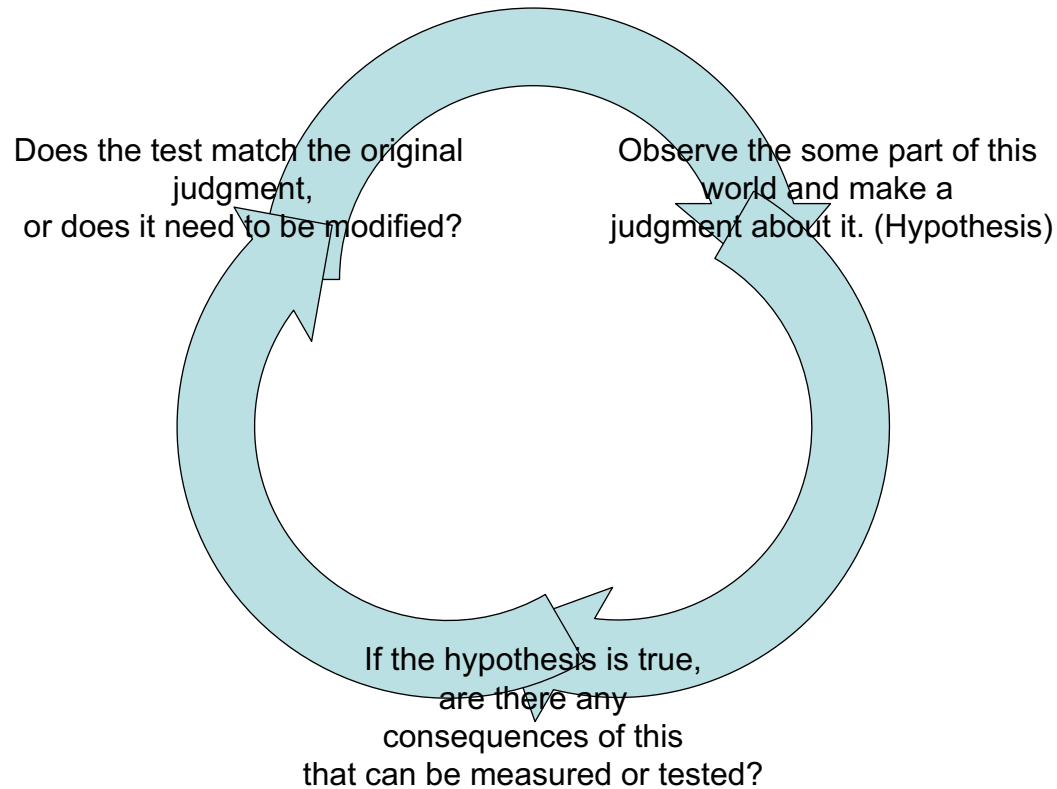 Does the test match the original
judgment,
or does it need to be modified?
Observe the some part of this
world and make a
judgment about it. (Hypothesis)
If the hypothesis is true,
are there any
consequences of this
that can be measured or tested?